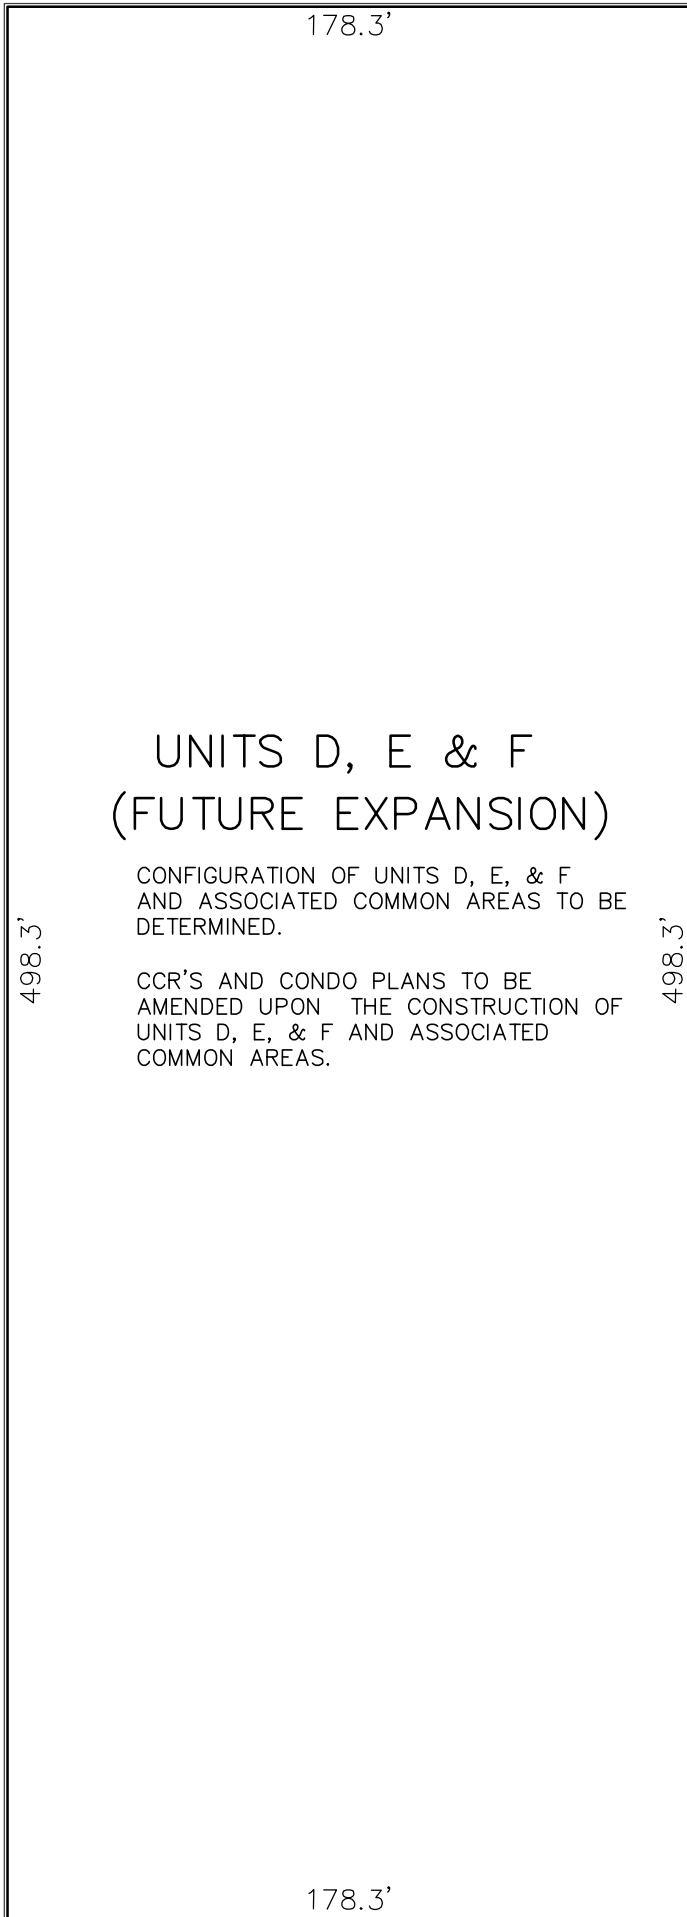 178.3'
UNITS D, E & F
(FUTURE EXPANSION)
CONFIGURATION OF UNITS D, E, & F
AND ASSOCIATED COMMON AREAS TO BE
DETERMINED.
498.3'
498.3'
CCR'S AND CONDO PLANS TO BE
AMENDED UPON THE CONSTRUCTION OF
UNITS D, E, & F AND ASSOCIATED
COMMON AREAS.
178.3'